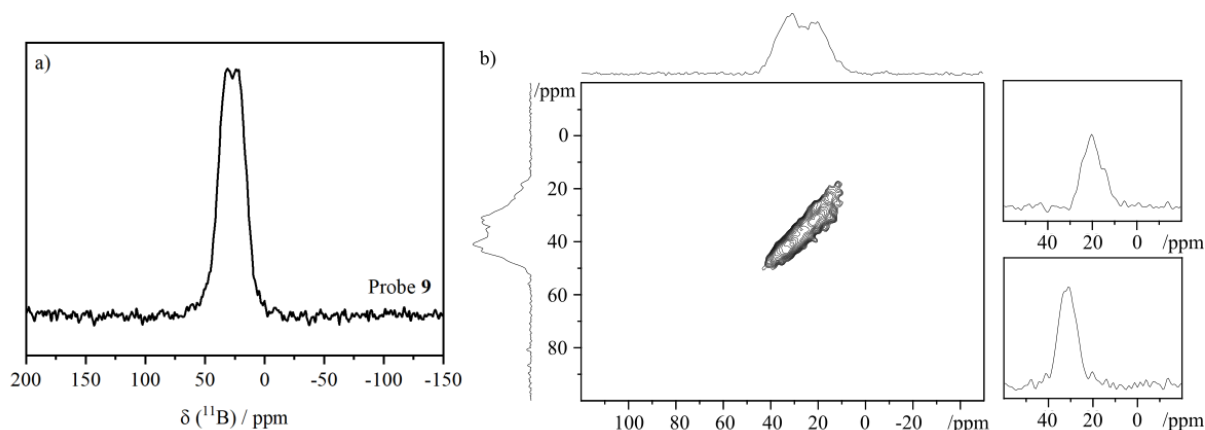 a)
Probe 9
200 150 100 50 0 -50 -100 -150
δ (¹¹B) / ppm
b)
/ppm
0
20
40
60
80
100 80 60 40 20 0 -20 /ppm
40 20 0 /ppm
40 20 0 /ppm